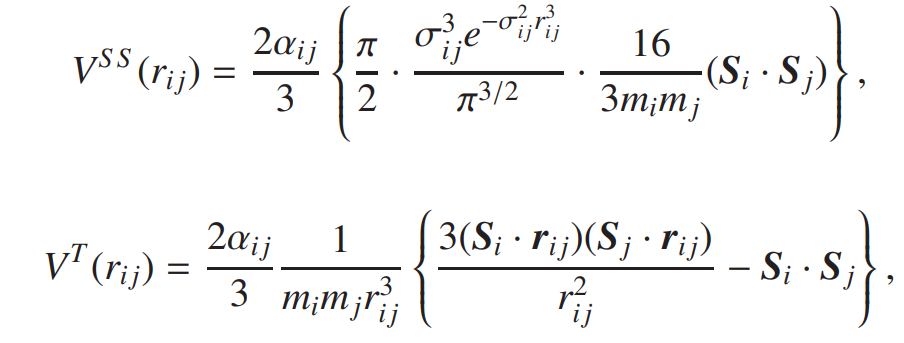 $V^{SS}(r_{ij}) = \frac{2\alpha_{ij}}{3} \left\{ \frac{\pi}{2} \cdot \frac{\sigma_{ij}^{3} e^{-\sigma_{ij}^{2} r_{ij}^{3}}}{\pi^{3/2}} \cdot \frac{16}{3 m_i m_j} (\boldsymbol{S}_i \cdot \boldsymbol{S}_j) \right\},$
$V^{T}(r_{ij}) = \frac{2\alpha_{ij}}{3} \frac{1}{m_i m_j r_{ij}^{3}} \left\{ \frac{3 (\boldsymbol{S}_i \cdot \boldsymbol{r}_{ij}) (\boldsymbol{S}_j \cdot \boldsymbol{r}_{ij})}{r_{ij}^{2}} - \boldsymbol{S}_i \cdot \boldsymbol{S}_j \right\},$